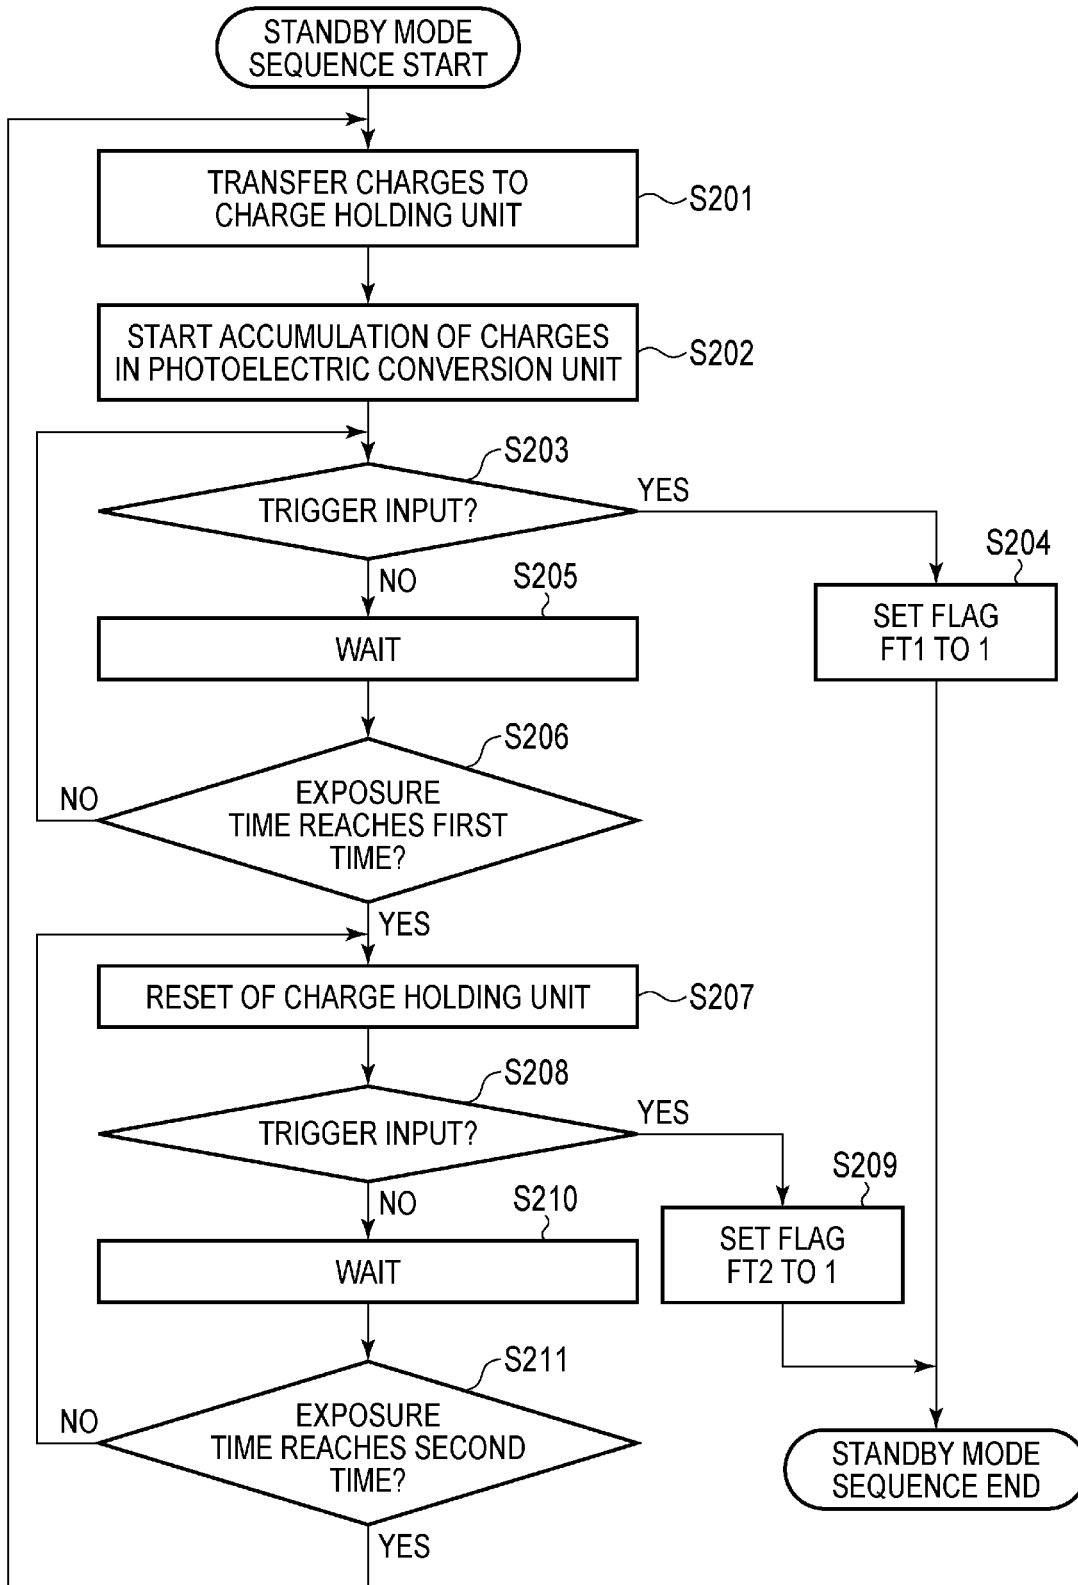 STANDBY MODE
SEQUENCE START
TRANSFER CHARGES TO
CHARGE HOLDING UNIT
S201
START ACCUMULATION OF CHARGES
IN PHOTOELECTRIC CONVERSION UNIT
S202
S203
TRIGGER INPUT?
YES
NO
S204
SET FLAG
FT1 TO 1
S205
WAIT
S206
EXPOSURE
TIME REACHES FIRST
TIME?
NO
YES
RESET OF CHARGE HOLDING UNIT
S207
S208
TRIGGER INPUT?
YES
NO
S209
SET FLAG
FT2 TO 1
S210
WAIT
S211
EXPOSURE
TIME REACHES SECOND
TIME?
NO
YES
STANDBY MODE
SEQUENCE END